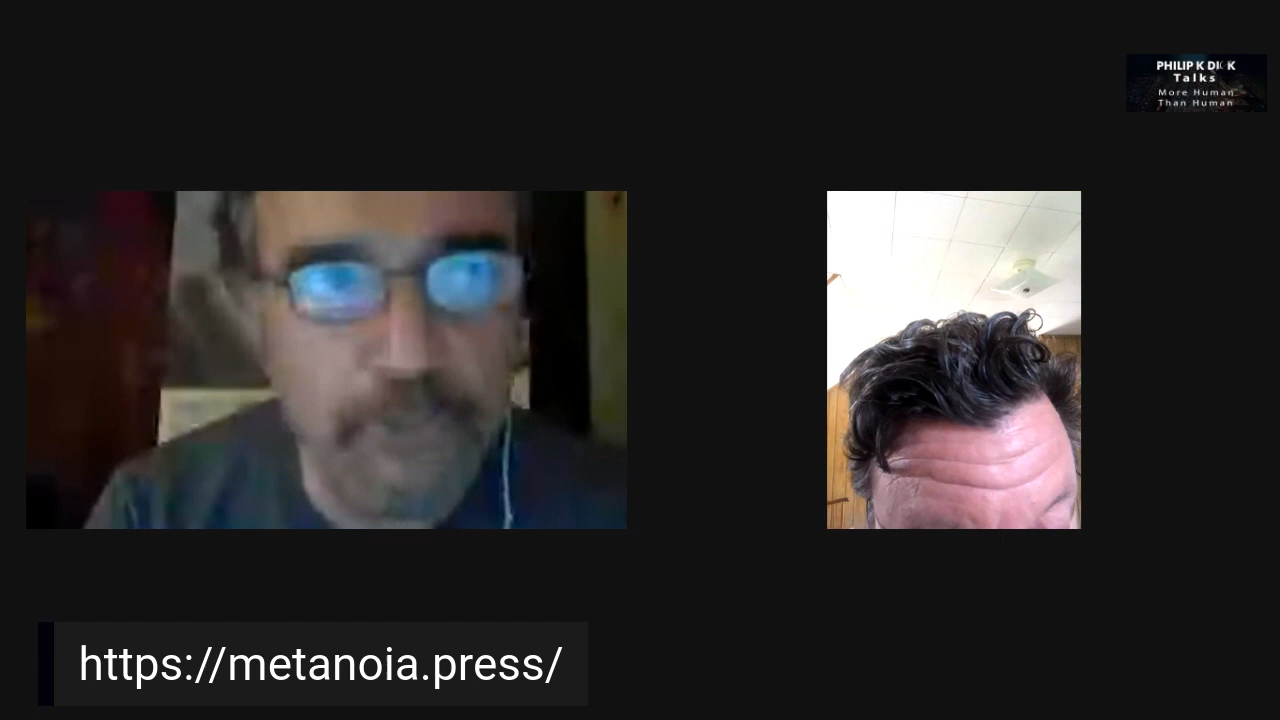 PHILIP K DICK
Talks
More Human
Than Human
https://metanoia.press/